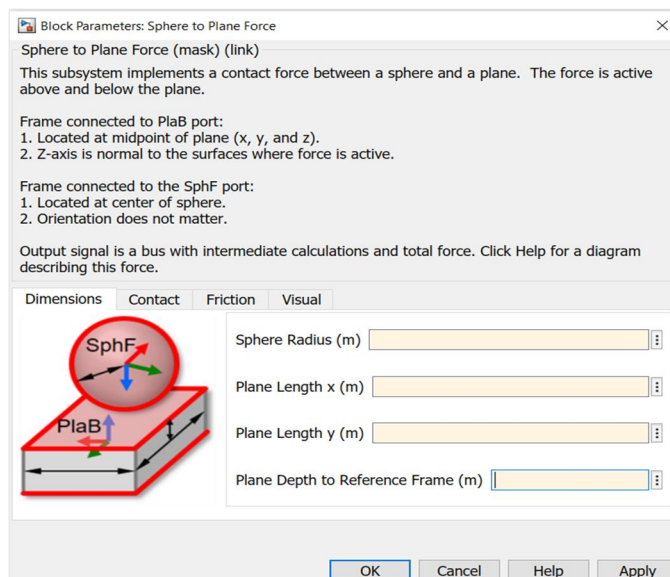 Block Parameters: Sphere to Plane Force
Sphere to Plane Force (mask) (link)
This subsystem implements a contact force between a sphere and a plane.  The force is active
above and below the plane.
Frame connected to PlaB port:
1. Located at midpoint of plane (x, y, and z).
2. Z-axis is normal to the surfaces where force is active.
Frame connected to the SphF port:
1. Located at center of sphere.
2. Orientation does not matter.
Output signal is a bus with intermediate calculations and total force. Click Help for a diagram
describing this force.
Dimensions Contact Friction Visual
SphF
PlaB
Sphere Radius (m)
Plane Length x (m)
Plane Length y (m)
Plane Depth to Reference Frame (m)
OK Cancel Help Apply